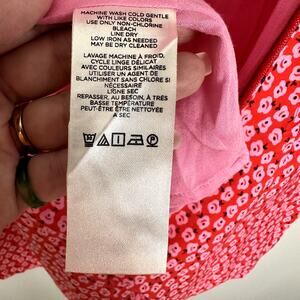 MACHINE WASH COLD GENTLE
WITH LIKE COLORS
USE ONLY NON-CHLORINE
BLEACH
LINE DRY
LOW IRON AS NEEDED
MAY BE DRY CLEANED
LAVAGE MACHINE À FROID,
CYCLE LINGE DÉLICAT
AVEC COULEURS SIMILAIRES
UTILISER UN AGENT DE
BLANCHIMENT SANS CHLORE SI
NÉCESSAIRE
LIGNE SEC
REPASSER, AU BESOIN, À TRÈS
BASSE TEMPÉRATURE
PEUT-ÊTRE ÊTRE NETTOYÉE
A SEC